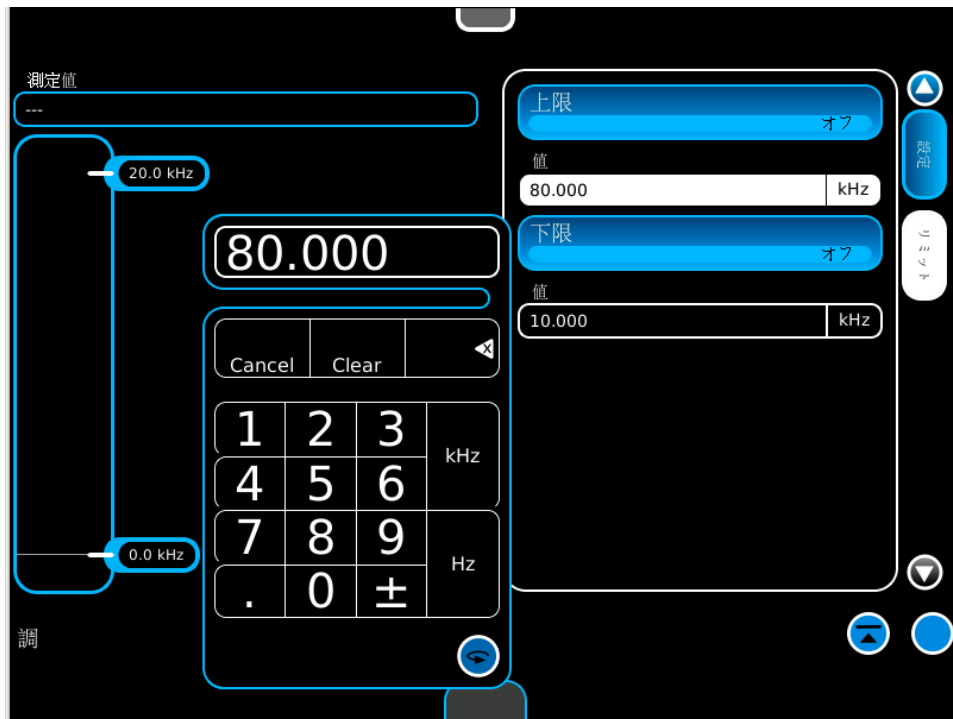 測定値
---
20.0 kHz
0.0 kHz
調
80.000
Cancel
Clear
1 2 3
kHz
4 5 6
7 8 9
Hz
. 0 ±
上限
オフ
値
80.000 kHz
下限
オフ
値
10.000 kHz
設定
リミット